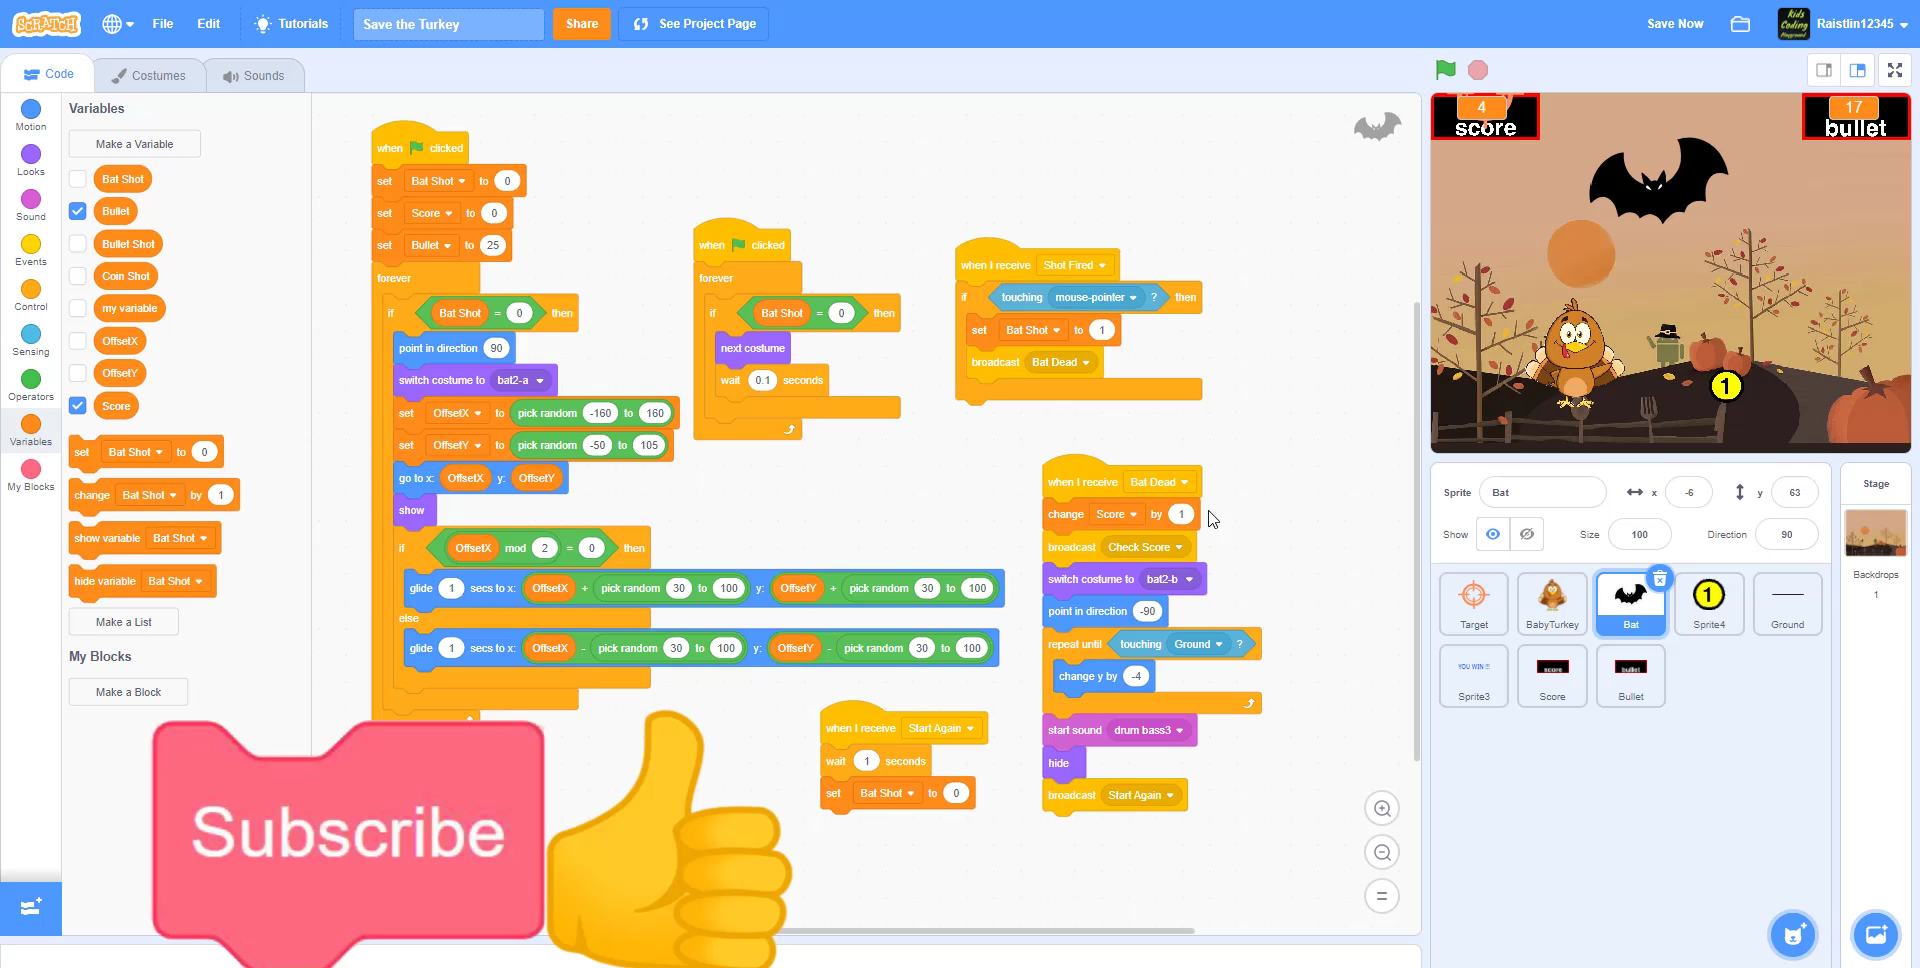 SCRATCH
File Edit Tutorials Save the Turkey Share See Project Page Save Now Kids Coding Playground Raistlin12345
Code Costumes Sounds
Motion
Looks
Sound
Events
Control
Sensing
Operators
Variables
My Blocks
Variables
Make a Variable
Bat Shot
Bullet
Bullet Shot
Coin Shot
my variable
OffsetX
OffsetY
Score
set Bat Shot to 0
change Bat Shot by 1
show variable Bat Shot
hide variable Bat Shot
Make a List
My Blocks
Make a Block
when clicked
set Bat Shot to 0
set Score to 0
set Bullet to 25
forever
if Bat Shot = 0 then
point in direction 90
switch costume to bat2-a
set OffsetX to pick random -160 to 160
set OffsetY to pick random -50 to 105
go to x: OffsetX y: OffsetY
show
if OffsetX mod 2 = 0 then
glide 1 secs to x: OffsetX + pick random 30 to 100 y: OffsetY + pick random 30 to 100
else
glide 1 secs to x: OffsetX - pick random 30 to 100 y: OffsetY - pick random 30 to 100
when clicked
forever
if Bat Shot = 0 then
next costume
wait 0.1 seconds
when I receive Shot Fired
if touching mouse-pointer ? then
set Bat Shot to 1
broadcast Bat Dead
when I receive Bat Dead
change Score by 1
broadcast Check Score
switch costume to bat2-b
point in direction -90
repeat until touching Ground ?
change y by -4
start sound drum bass3
hide
broadcast Start Again
when I receive Start Again
wait 1 seconds
set Bat Shot to 0
Subscribe
4
score
17
bullet
1
Sprite Bat x -6 y 63
Show Size 100 Direction 90
Target BabyTurkey Bat 1 Sprite4 Ground
YOU WIN !!!
Sprite3
score
Score
bullet
Bullet
Stage
Backdrops
1